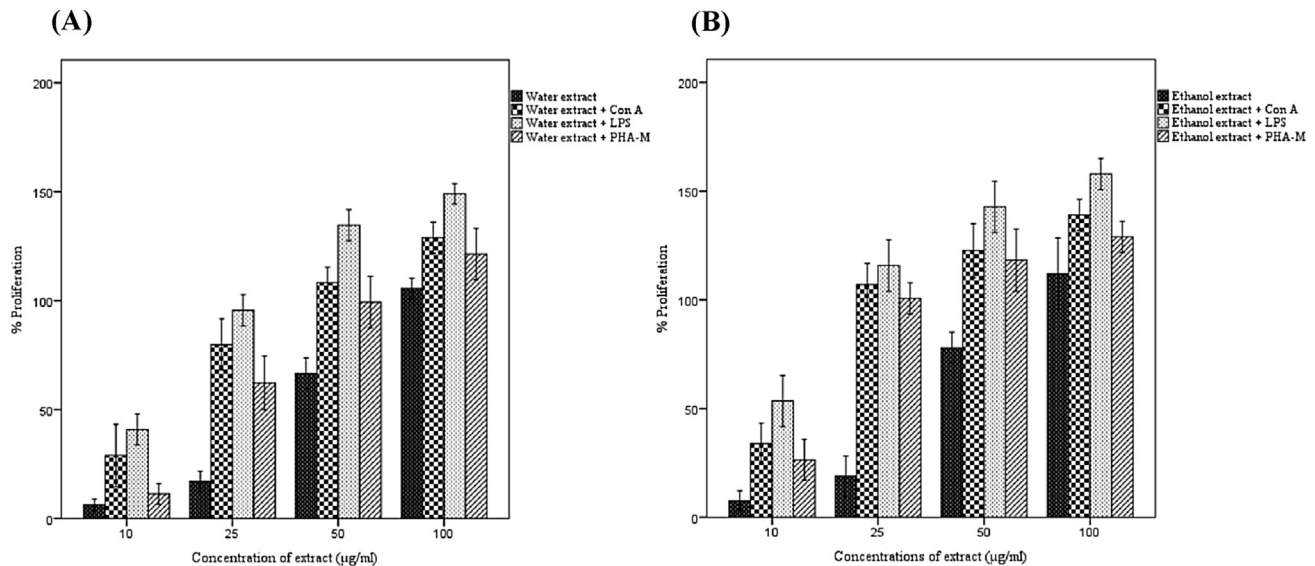 (A)
200
150
100
50
0
% Proliferation
10 25 50 100
Concentration of extract (μg/ml)
Water extract
Water extract + Con A
Water extract + LPS
Water extract + PHA-M
(B)
200
150
100
50
0
% Proliferation
10 25 50 100
Concentrations of extract (μg/ml)
Ethanol extract
Ethanol extract + Con A
Ethanol extract + LPS
Ethanol extract + PHA-M